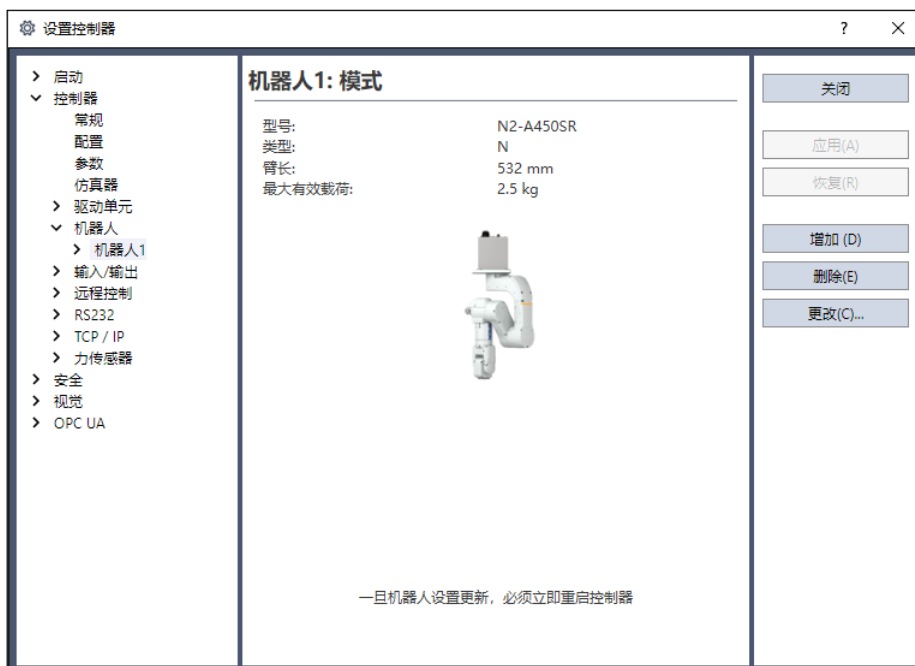 设置控制器
?
启动
控制器
常规
配置
参数
仿真器
驱动单元
机器人
机器人1
输入/输出
远程控制
RS232
TCP / IP
力传感器
安全
视觉
OPC UA
机器人1: 模式
型号: N2-A450SR
类型: N
臂长: 532 mm
最大有效载荷: 2.5 kg
一旦机器人设置更新，必须立即重启控制器
关闭
应用(A)
恢复(R)
增加 (D)
删除(E)
更改(C)...